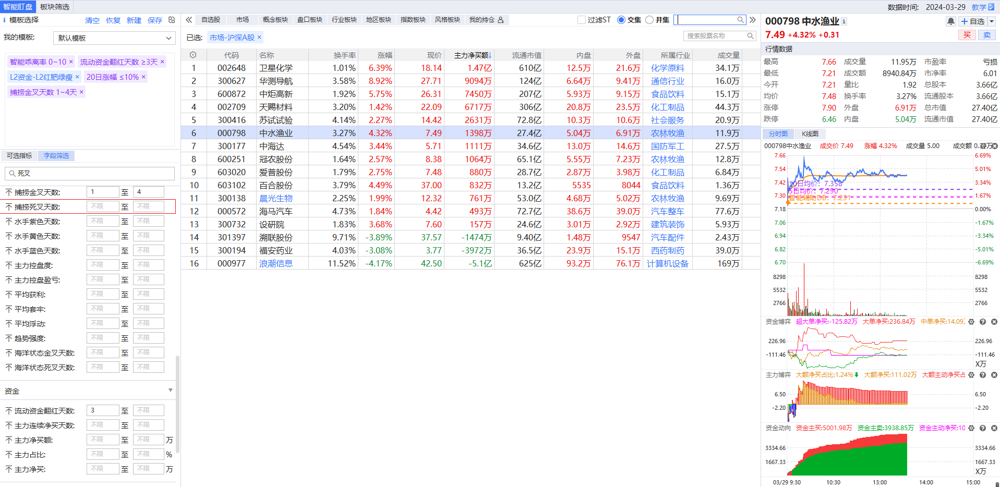 智能盯盘 板块筛选 数据时间: 2024-03-29 教学
模板选择 清空 恢复 新建 保存
我的模板: 默认模板
智能乖离率 0~10 × 流动资金翻红天数 ≥3天 ×
L2资金-L2红肥绿瘦 × 20日涨幅 ≤10% ×
捕捞金叉天数 1~4天 ×
可选指标 字段筛选
死叉
捕捞金叉天数: 1 至 4
捕捞死叉天数: 不限 至 不限
水手紫色天数: 不限 至 不限
水手黄色天数: 不限 至 不限
水手蓝色天数: 不限 至 不限
主力控盘度: 不限 至 不限
主力控盘盈亏: 不限 至 不限
平均获利: 不限 至 不限
平均套牢: 不限 至 不限
平均浮动: 不限 至 不限
趋势强度: 不限 至 不限
海洋状态金叉天数: 不限 至 不限
海洋状态死叉天数: 不限 至 不限
资金
流动资金翻红天数: 3 至 不限
主力连续净买天数: 不限 至 不限
主力净买额: 不限 至 不限 万
主力占比: 不限 至 不限 %
主力净买: 不限 至 不限 万
自选股 市场 概念板块 盘口板块 行业板块 地区板块 指数板块 风格板块 我的持仓 过滤ST 交集 并集
已选: 市场-沪深A股 × 搜索股票名称
代码 名称 换手率 涨幅 现价 主力净买额↓ 流通市值 内盘 外盘 所属行业 成交量
1 002648 卫星化学 1.01% 6.39% 18.14 1.47亿 610亿 12.5万 21.6万 化学原料 34.1万
2 300627 华测导航 3.58% 8.92% 27.71 9094万 124亿 6.64万 9.41万 通信行业 16.0万
3 600872 中炬高新 1.92% 5.75% 26.31 7450万 207亿 5.93万 9.15万 食品饮料 15.1万
4 002709 天赐材料 3.20% 1.42% 22.09 6717万 306亿 20.8万 23.5万 化工制品 44.3万
5 300416 苏试试验 4.14% 2.27% 14.42 2631万 72.8亿 10.3万 10.6万 社会服务 20.9万
6 000798 中水渔业 3.27% 4.32% 7.49 1398万 27.4亿 5.04万 6.91万 农林牧渔 11.9万
7 300177 中海达 4.54% 3.44% 5.71 1111万 34.6亿 13.0万 14.6万 国防军工 27.5万
8 600251 冠农股份 1.64% 2.57% 8.38 1064万 65.1亿 5.55万 7.23万 农林牧渔 12.8万
9 603020 爱普股份 1.79% 2.75% 7.48 880万 28.7亿 2.87万 3.98万 化工制品 6.84万
10 603102 百合股份 3.79% 4.49% 37.00 832万 13.2亿 5535 8044 食品饮料 1.36万
11 300138 晨光生物 2.25% 1.99% 12.32 761万 53.0亿 4.68万 5.02万 农林牧渔 9.69万
12 000572 海马汽车 4.73% 1.84% 4.42 493万 72.7亿 38.6万 39.0万 汽车整车 77.6万
13 300732 设研院 1.83% 3.68% 7.60 157万 24.6亿 3.01万 2.92万 建筑装饰 5.93万
14 301397 溯联股份 9.71% -3.89% 37.57 -1474万 9.40亿 1.48万 9547 汽车配件 2.43万
15 300194 福安药业 4.03% -3.08% 3.77 -3972万 36.5亿 23.9万 15.1万 西药制药 39.0万
16 000977 浪潮信息 11.52% -4.17% 42.50 -5.1亿 625亿 93.2万 76.1万 计算机设备 169万
000798 中水渔业 自选
7.49 +4.32% +0.31 买 卖
行情数据
最高 7.66 成交量 11.95万 市盈率 亏损
最低 7.21 成交额 8940.84万 市净率 6.01
今开 7.21 量比 1.92 总股本 3.66亿
均价 7.48 换手率 3.27% 流通股本 3.66亿
涨停 7.90 外盘 6.91万 总市值 27.40亿
跌停 6.46 内盘 5.04万 流通市值 27.40亿
分时图 K线图
000798中水渔业 成交价 7.49 涨幅 4.32% 成交量 5.00 成交额
7.66 6.69%
7.54 5.01%
7.42 10日均价: 7.358 3.34%
7.30 5日均价: 7.290 1.67%
智能辅助DB: 7.231
7.18 0.00%
7.06 -1.67%
6.94 -3.34%
6.82 -5.01%
6.70 -6.69%
8298 8298
5532 5532
2766 2766
资金博弈 超大单净买:-125.82万 大单净买:236.84万 中单净买:14.09
226.96 226.96
-111.46 -111.46
X万
主力博弈 大额净买占比:1.24% 大额净买:111.02万 大额主动净买占
6.50 6.50
-2.20 -2.20
资金动向 资金主买:5001.98万 资金主卖:3938.85万 资金主动净买:10
3334.66 3334.66
1667.33 1667.33
X万
03/29 9:30 10:30 13:00 14:00 15:00